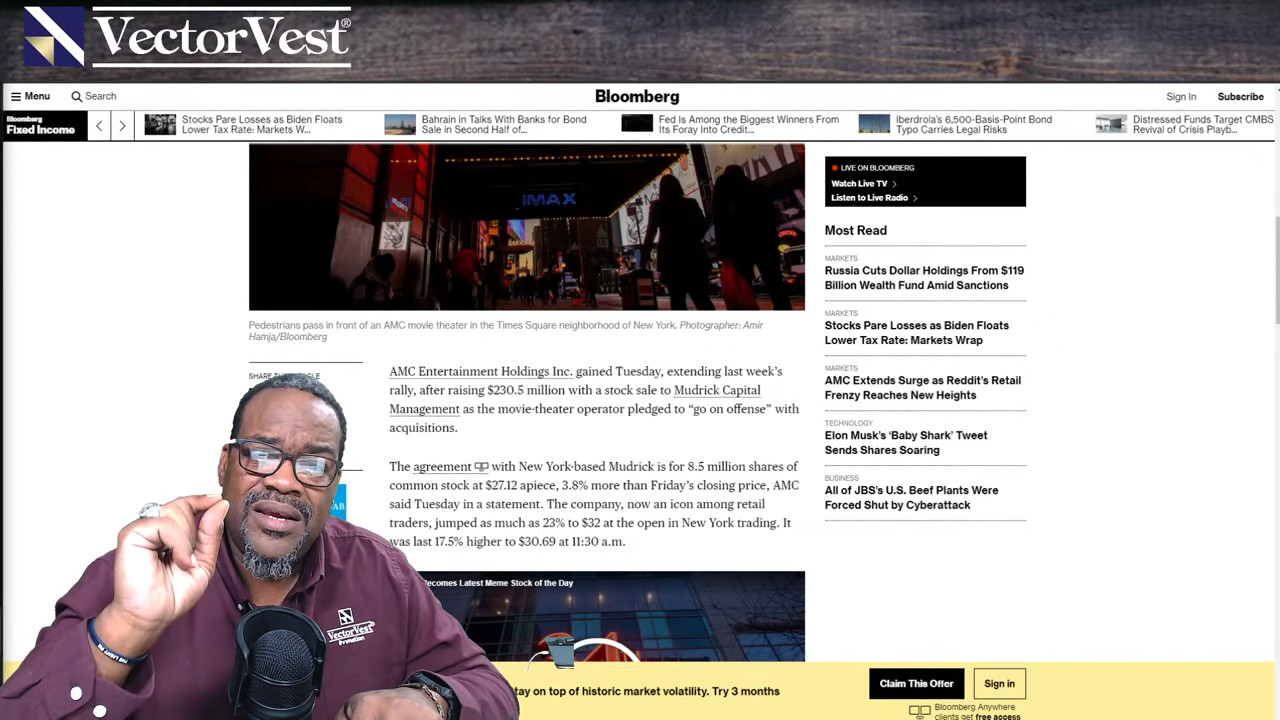 VectorVest®
Menu
Search
Bloomberg
Sign In
Subscribe
Bloomberg
Fixed Income
Stocks Pare Losses as Biden Floats
Lower Tax Rate: Markets W...
Bahrain in Talks With Banks for Bond
Sale in Second Half of...
Fed Is Among the Biggest Winners From
Its Foray Into Credit...
Iberdrola's 6,500-Basis-Point Bond
Typo Carries Legal Risks
Distressed Funds Target CMBS
Revival of Crisis Playb...
IMAX
LIVE ON BLOOMBERG
Watch Live TV
Listen to Live Radio
Most Read
MARKETS
Russia Cuts Dollar Holdings From $119
Billion Wealth Fund Amid Sanctions
MARKETS
Stocks Pare Losses as Biden Floats
Lower Tax Rate: Markets Wrap
MARKETS
AMC Extends Surge as Reddit's Retail
Frenzy Reaches New Heights
TECHNOLOGY
Elon Musk's 'Baby Shark' Tweet
Sends Shares Soaring
BUSINESS
All of JBS's U.S. Beef Plants Were
Forced Shut by Cyberattack
Pedestrians pass in front of an AMC movie theater in the Times Square neighborhood of New York. Photographer: Amir
Hamja/Bloomberg
AMC Entertainment Holdings Inc. gained Tuesday, extending last week's
rally, after raising $230.5 million with a stock sale to Mudrick Capital
Management as the movie-theater operator pledged to "go on offense" with
acquisitions.
The agreement with New York-based Mudrick is for 8.5 million shares of
common stock at $27.12 apiece, 3.8% more than Friday's closing price, AMC
said Tuesday in a statement. The company, now an icon among retail
traders, jumped as much as 23% to $32 at the open in New York trading. It
was last 17.5% higher to $30.69 at 11:30 a.m.
Becomes Latest Meme Stock of the Day
VectorVest
on top of historic market volatility. Try 3 months
Claim This Offer
Sign in
Bloomberg Anywhere
clients get free access